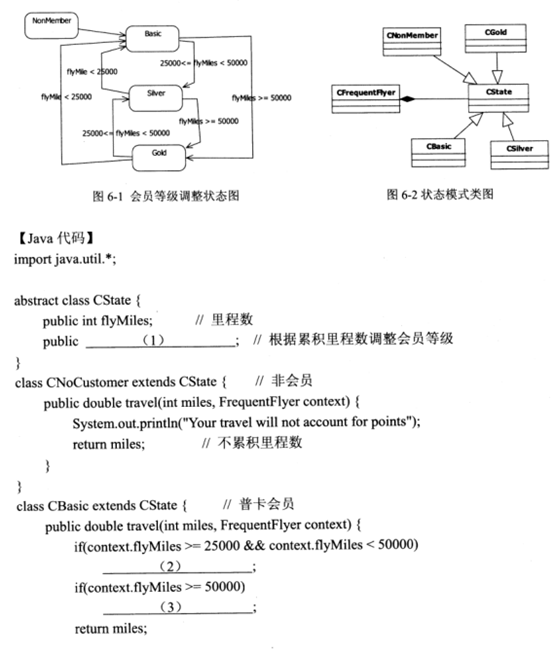 NonMember
Basic
25000<= flyMiles < 50000
flyMile < 25000
flyMile < 25000
Silver
flyMiles >= 50000
flyMiles >= 50000
25000<= flyMiles < 50000
Gold
图 6-1 会员等级调整状态图
CNonMember
CGold
CFrequentFlyer
CState
CBasic
CSilver
图 6-2 状态模式类图
【Java 代码】
import java.util.*;
abstract class CState {
public int flyMiles; // 里程数
public （1） ; // 根据累积里程数调整会员等级
}
class CNoCustomer extends CState { // 非会员
public double travel(int miles, FrequentFlyer context) {
System.out.println("Your travel will not account for points");
return miles; // 不累积里程数
}
}
class CBasic extends CState { // 普卡会员
public double travel(int miles, FrequentFlyer context) {
if(context.flyMiles >= 25000 && context.flyMiles < 50000)
（2） ;
if(context.flyMiles >= 50000)
（3） ;
return miles;